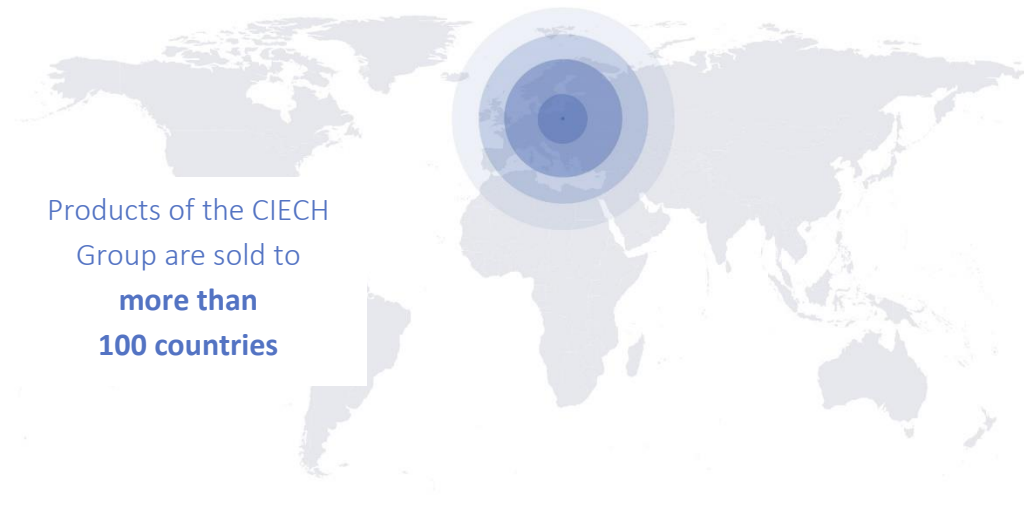 Products of the CIECH
Group are sold to
more than
100 countries